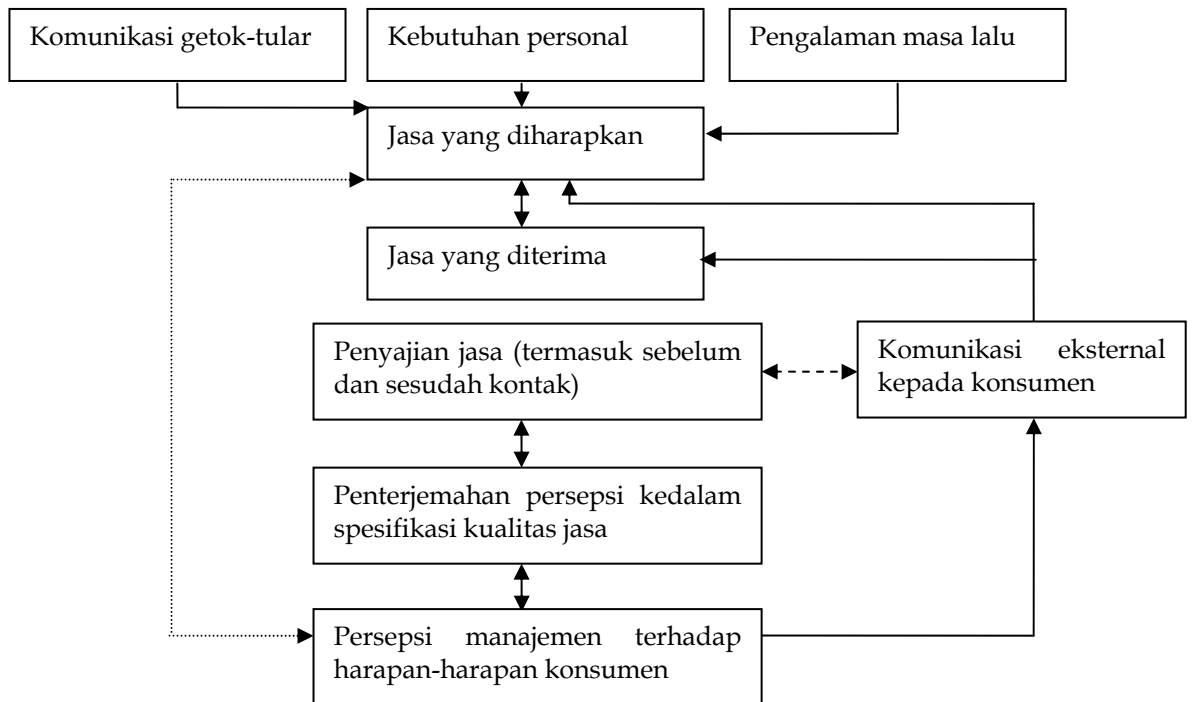 Komunikasi getok-tular
Kebutuhan personal
Pengalaman masa lalu
Jasa yang diharapkan
Jasa yang diterima
Penyajian jasa (termasuk sebelum
dan sesudah kontak)
Komunikasi eksternal
kepada konsumen
Penterjemahan persepsi kedalam
spesifikasi kualitas jasa
Persepsi manajemen terhadap
harapan-harapan konsumen